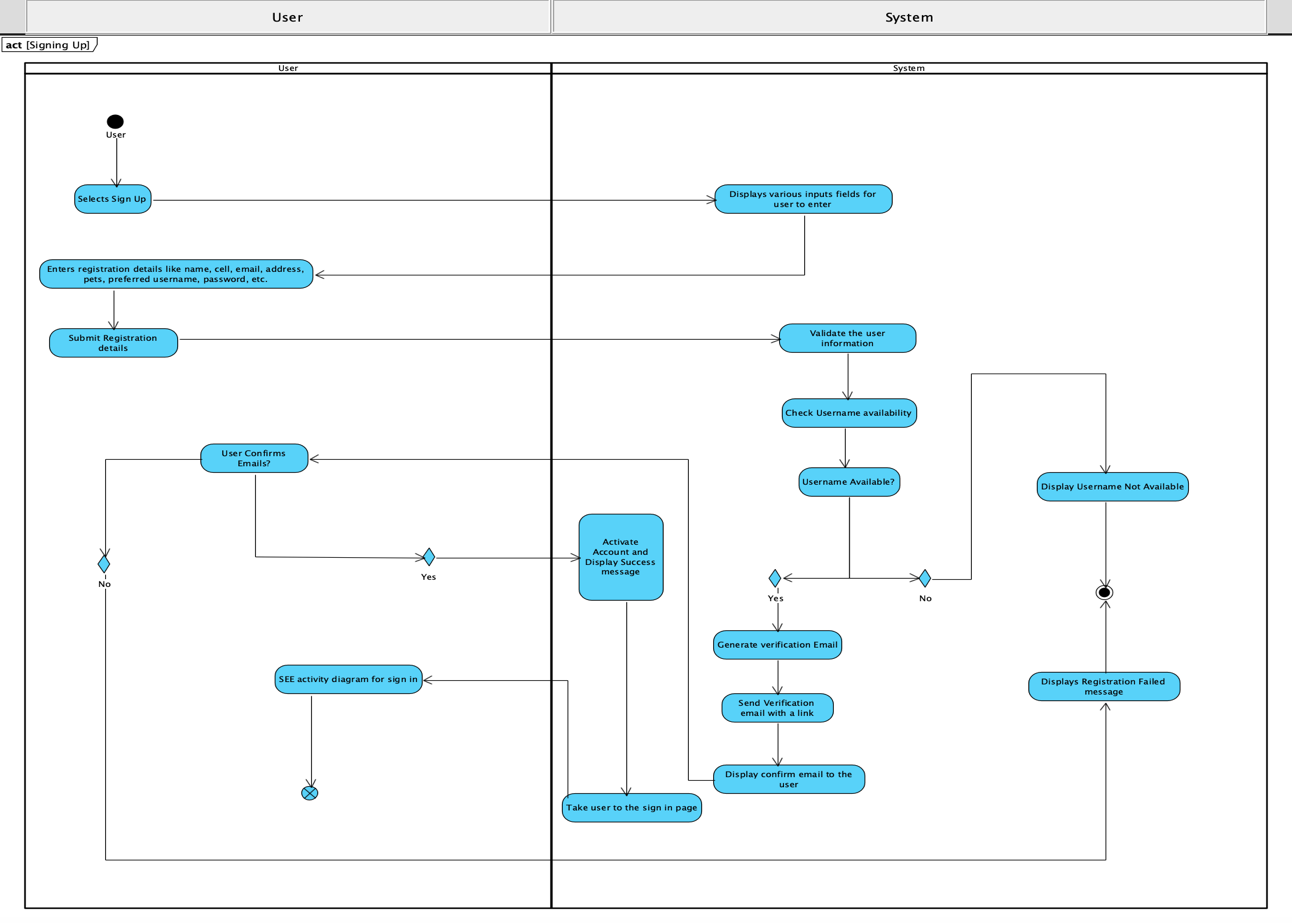 User
System
act [Signing Up]
User
System
User
Selects Sign Up
Displays various inputs fields for
user to enter
Enters registration details like name, cell, email, address,
pets, preferred username, password, etc.
Submit Registration
details
Validate the user
information
Check Username availability
User Confirms
Emails?
Username Available?
Display Username Not Available
Activate
Account and
Display Success
message
No
Yes
Yes
No
Generate verification Email
SEE activity diagram for sign in
Displays Registration Failed
message
Send Verification
email with a link
Display confirm email to the
user
Take user to the sign in page